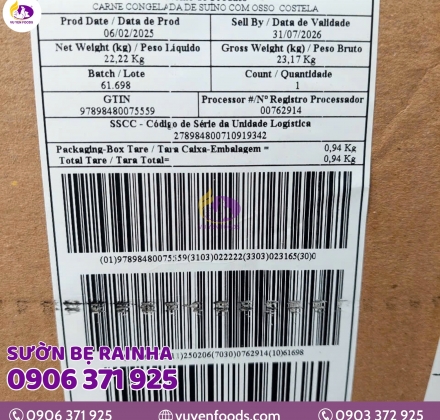 YUYEN FOODS
CARNE CONGELADA DE SUINO COM OSSO COSTELA
Prod Date / Data de Prod
Sell By / Data de Validade
06/02/2025
31/07/2026
Net Weight (kg) / Peso Líquido
Gross Weight (kg) / Peso Bruto
22,22 Kg
23,17 Kg
Batch / Lote
Count / Quantidade
61.698
1
GTIN
Processor #/Nº Registro Processador
97898480075559
00762914
SSCC - Código de Série da Unidade Logística
278984800710919342
Packaging-Box Tare / Tara Caixa-Embalagem = 0,94 Kg
Total Tare / Tara Total= 0,94 Kg
(01)97898480075559(3103)022222(3303)023165(30)0
1)250206(7030)0762914(10)61698
SƯỜN BẸ RAINHA
0906 371 925
0906 371 925
vuvenfoods.com
0903 372 925